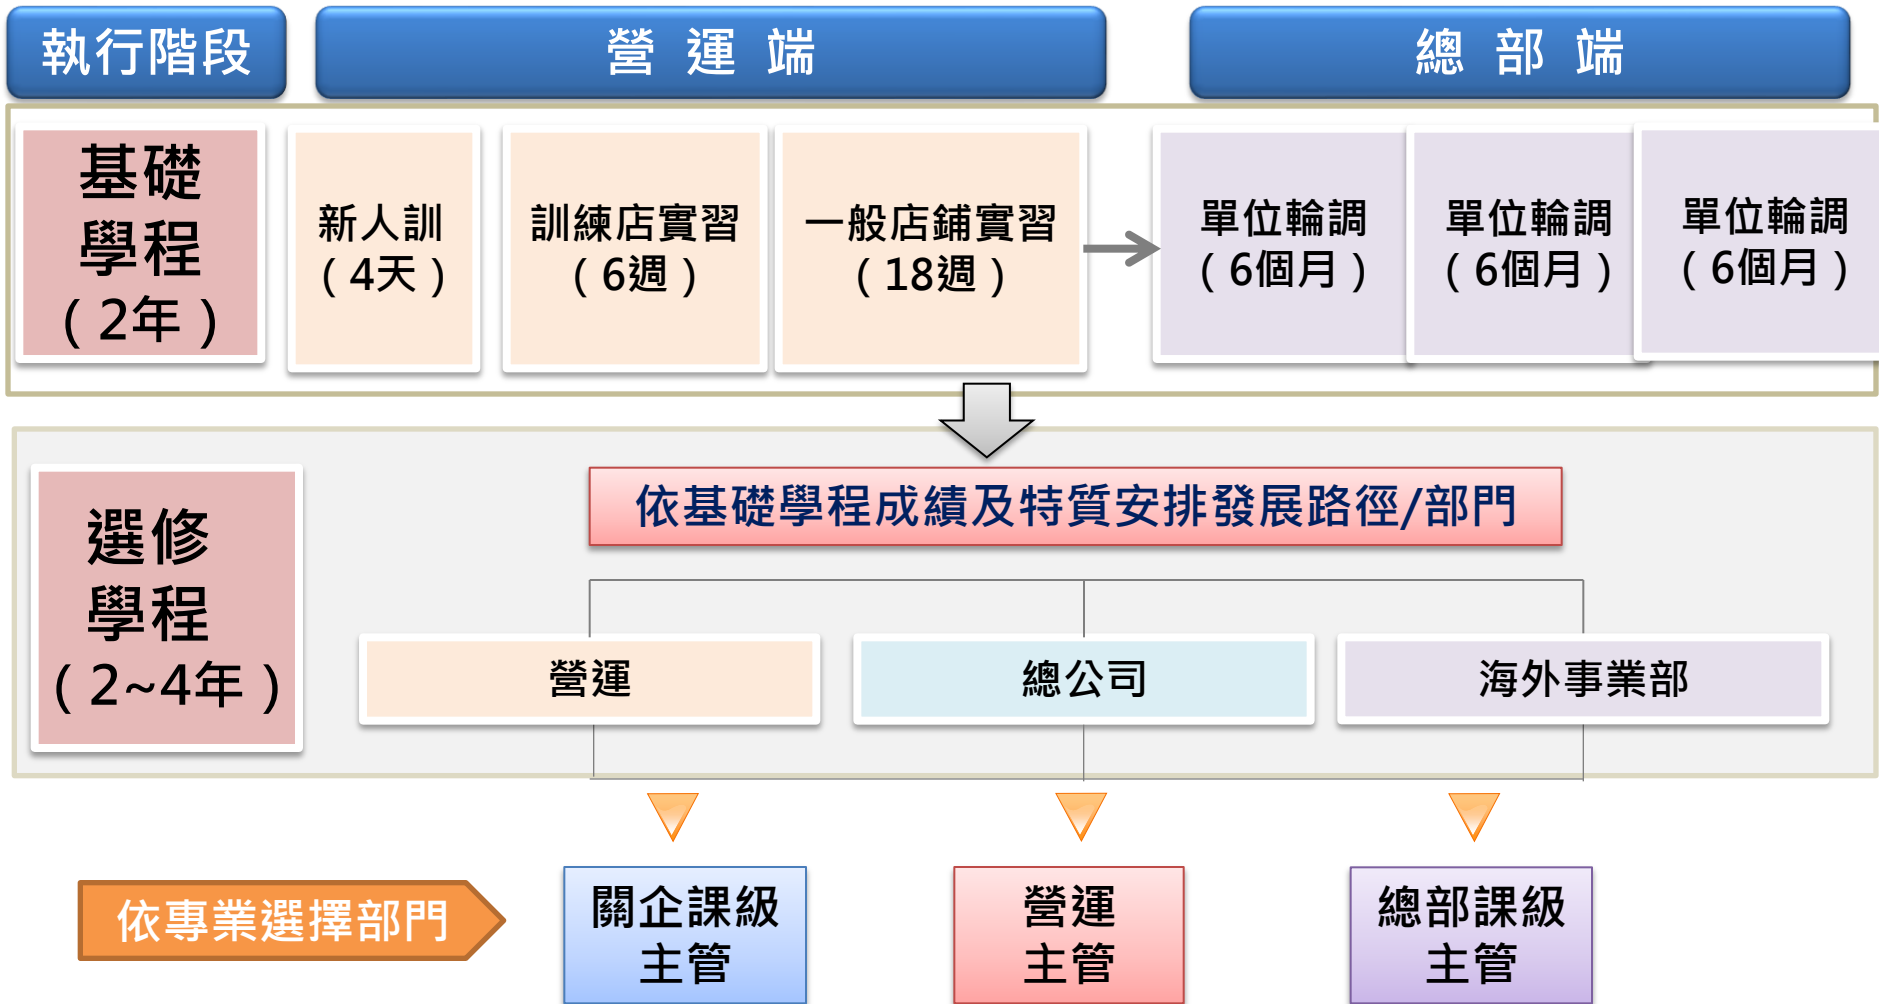 執行階段
營運端
總部端
基礎
學程
(2年)
新人訓
(4天)
訓練店實習
(6週)
一般店鋪實習
(18週)
單位輪調
(6個月)
單位輪調
(6個月)
單位輪調
(6個月)
選修
學程
(2~4年)
依基礎學程成績及特質安排發展路徑/部門
營運
總公司
海外事業部
依專業選擇部門
關企課級
主管
營運
主管
總部課級
主管